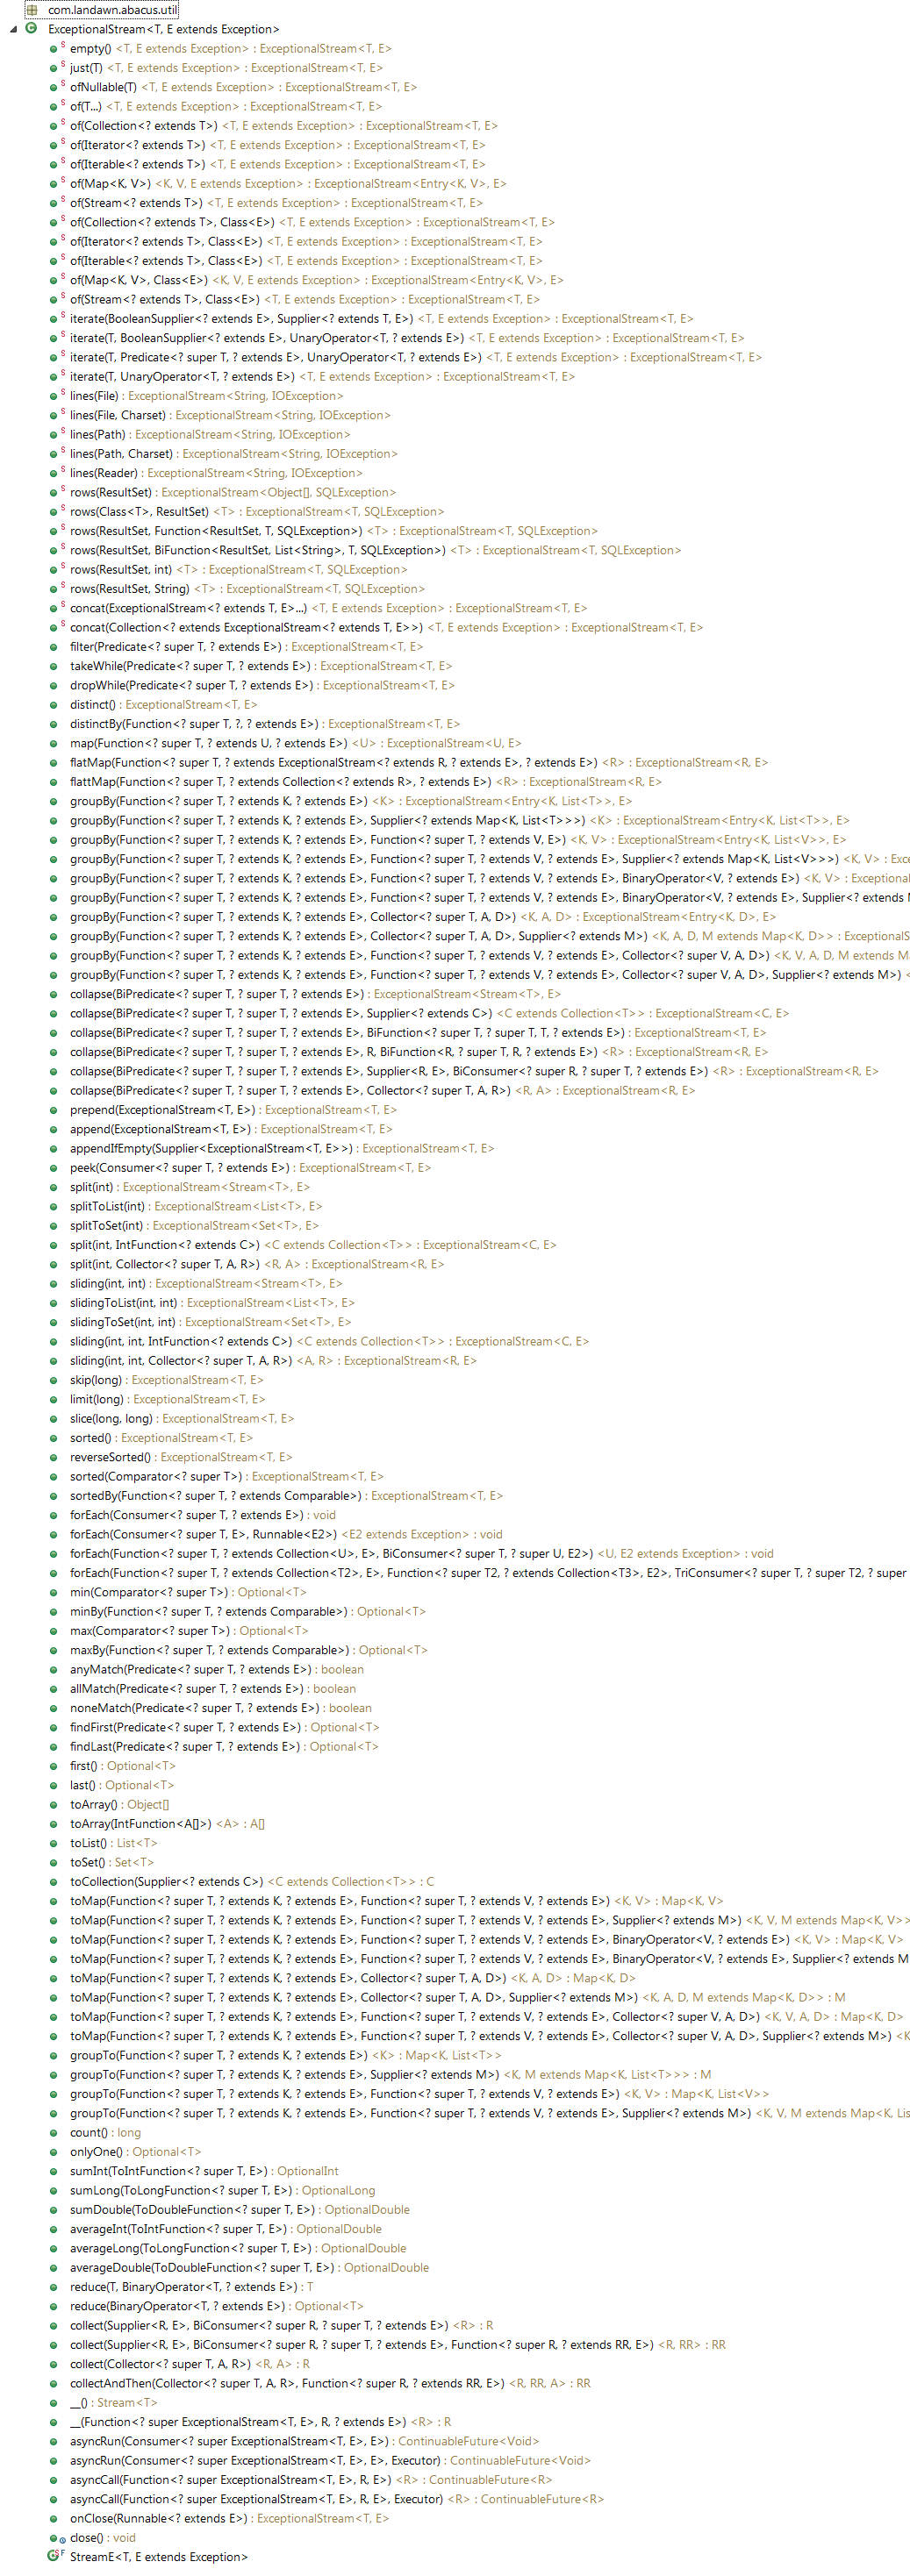 com.landawn.abacus.util
ExceptionalStream<T, E extends Exception>
empty() <T, E extends Exception> : ExceptionalStream<T, E>
just(T) <T, E extends Exception> : ExceptionalStream<T, E>
ofNullable(T) <T, E extends Exception> : ExceptionalStream<T, E>
of(T...) <T, E extends Exception> : ExceptionalStream<T, E>
of(Collection<? extends T>) <T, E extends Exception> : ExceptionalStream<T, E>
of(Iterator<? extends T>) <T, E extends Exception> : ExceptionalStream<T, E>
of(Iterable<? extends T>) <T, E extends Exception> : ExceptionalStream<T, E>
of(Map<K, V>) <K, V, E extends Exception> : ExceptionalStream<Entry<K, V>, E>
of(Stream<? extends T>) <T, E extends Exception> : ExceptionalStream<T, E>
of(Collection<? extends T>, Class<E>) <T, E extends Exception> : ExceptionalStream<T, E>
of(Iterator<? extends T>, Class<E>) <T, E extends Exception> : ExceptionalStream<T, E>
of(Iterable<? extends T>, Class<E>) <T, E extends Exception> : ExceptionalStream<T, E>
of(Map<K, V>, Class<E>) <K, V, E extends Exception> : ExceptionalStream<Entry<K, V>, E>
of(Stream<? extends T>, Class<E>) <T, E extends Exception> : ExceptionalStream<T, E>
iterate(BooleanSupplier<? extends E>, Supplier<? extends T, E>) <T, E extends Exception> : ExceptionalStream<T, E>
iterate(T, BooleanSupplier<? extends E>, UnaryOperator<T, ? extends E>) <T, E extends Exception> : ExceptionalStream<T, E>
iterate(T, Predicate<? super T, ? extends E>, UnaryOperator<T, ? extends E>) <T, E extends Exception> : ExceptionalStream<T, E>
iterate(T, UnaryOperator<T, ? extends E>) <T, E extends Exception> : ExceptionalStream<T, E>
lines(File) : ExceptionalStream<String, IOException>
lines(File, Charset) : ExceptionalStream<String, IOException>
lines(Path) : ExceptionalStream<String, IOException>
lines(Path, Charset) : ExceptionalStream<String, IOException>
lines(Reader) : ExceptionalStream<String, IOException>
rows(ResultSet) : ExceptionalStream<Object[], SQLException>
rows(Class<T>, ResultSet) <T> : ExceptionalStream<T, SQLException>
rows(ResultSet, Function<ResultSet, T, SQLException>) <T> : ExceptionalStream<T, SQLException>
rows(ResultSet, BiFunction<ResultSet, List<String>, T, SQLException>) <T> : ExceptionalStream<T, SQLException>
rows(ResultSet, int) <T> : ExceptionalStream<T, SQLException>
rows(ResultSet, String) <T> : ExceptionalStream<T, SQLException>
concat(ExceptionalStream<? extends T, E>...) <T, E extends Exception> : ExceptionalStream<T, E>
concat(Collection<? extends ExceptionalStream<? extends T, E>>) <T, E extends Exception> : ExceptionalStream<T, E>
filter(Predicate<? super T, ? extends E>) : ExceptionalStream<T, E>
takeWhile(Predicate<? super T, ? extends E>) : ExceptionalStream<T, E>
dropWhile(Predicate<? super T, ? extends E>) : ExceptionalStream<T, E>
distinct() : ExceptionalStream<T, E>
distinctBy(Function<? super T, ?, ? extends E>) : ExceptionalStream<T, E>
map(Function<? super T, ? extends U, ? extends E>) <U> : ExceptionalStream<U, E>
flatMap(Function<? super T, ? extends ExceptionalStream<? extends R, ? extends E>, ? extends E>) <R> : ExceptionalStream<R, E>
flattMap(Function<? super T, ? extends Collection<? extends R>, ? extends E>) <R> : ExceptionalStream<R, E>
groupBy(Function<? super T, ? extends K, ? extends E>) <K> : ExceptionalStream<Entry<K, List<T>>, E>
groupBy(Function<? super T, ? extends K, ? extends E>, Supplier<? extends Map<K, List<T>>>) <K> : ExceptionalStream<Entry<K, List<T>>, E>
groupBy(Function<? super T, ? extends K, ? extends E>, Function<? super T, ? extends V, E>) <K, V> : ExceptionalStream<Entry<K, List<V>>, E>
groupBy(Function<? super T, ? extends K, ? extends E>, Function<? super T, ? extends V, ? extends E>, Supplier<? extends Map<K, List<V>>>) <K, V> : Exce
groupBy(Function<? super T, ? extends K, ? extends E>, Function<? super T, ? extends V, ? extends E>, BinaryOperator<V, ? extends E>) <K, V> : Exceptional
groupBy(Function<? super T, ? extends K, ? extends E>, Function<? super T, ? extends V, ? extends E>, BinaryOperator<V, ? extends E>, Supplier<? extends M
groupBy(Function<? super T, ? extends K, ? extends E>, Collector<? super T, A, D>) <K, A, D> : ExceptionalStream<Entry<K, D>, E>
groupBy(Function<? super T, ? extends K, ? extends E>, Collector<? super T, A, D>, Supplier<? extends M>) <K, A, D, M extends Map<K, D>> : ExceptionalS
groupBy(Function<? super T, ? extends K, ? extends E>, Function<? super T, ? extends V, ? extends E>, Collector<? super V, A, D>) <K, V, A, D, M extends M
groupBy(Function<? super T, ? extends K, ? extends E>, Function<? super T, ? extends V, ? extends E>, Collector<? super V, A, D>, Supplier<? extends M>) <
collapse(BiPredicate<? super T, ? super T, ? extends E>) : ExceptionalStream<Stream<T>, E>
collapse(BiPredicate<? super T, ? super T, ? extends E>, Supplier<? extends C>) <C extends Collection<T>> : ExceptionalStream<C, E>
collapse(BiPredicate<? super T, ? super T, ? extends E>, BiFunction<? super T, ? super T, T, ? extends E>) : ExceptionalStream<T, E>
collapse(BiPredicate<? super T, ? super T, ? extends E>, R, BiFunction<R, ? super T, R, ? extends E>) <R> : ExceptionalStream<R, E>
collapse(BiPredicate<? super T, ? super T, ? extends E>, Supplier<R, E>, BiConsumer<? super R, ? super T, ? extends E>) <R> : ExceptionalStream<R, E>
collapse(BiPredicate<? super T, ? super T, ? extends E>, Collector<? super T, A, R>) <R, A> : ExceptionalStream<R, E>
prepend(ExceptionalStream<T, E>) : ExceptionalStream<T, E>
append(ExceptionalStream<T, E>) : ExceptionalStream<T, E>
appendIfEmpty(Supplier<ExceptionalStream<T, E>>) : ExceptionalStream<T, E>
peek(Consumer<? super T, ? extends E>) : ExceptionalStream<T, E>
split(int) : ExceptionalStream<Stream<T>, E>
splitToList(int) : ExceptionalStream<List<T>, E>
splitToSet(int) : ExceptionalStream<Set<T>, E>
split(int, IntFunction<? extends C>) <C extends Collection<T>> : ExceptionalStream<C, E>
split(int, Collector<? super T, A, R>) <R, A> : ExceptionalStream<R, E>
sliding(int, int) : ExceptionalStream<Stream<T>, E>
slidingToList(int, int) : ExceptionalStream<List<T>, E>
slidingToSet(int, int) : ExceptionalStream<Set<T>, E>
sliding(int, int, IntFunction<? extends C>) <C extends Collection<T>> : ExceptionalStream<C, E>
sliding(int, int, Collector<? super T, A, R>) <A, R> : ExceptionalStream<R, E>
skip(long) : ExceptionalStream<T, E>
limit(long) : ExceptionalStream<T, E>
slice(long, long) : ExceptionalStream<T, E>
sorted() : ExceptionalStream<T, E>
reverseSorted() : ExceptionalStream<T, E>
sorted(Comparator<? super T>) : ExceptionalStream<T, E>
sortedBy(Function<? super T, ? extends Comparable>) : ExceptionalStream<T, E>
forEach(Consumer<? super T, ? extends E>) : void
forEach(Consumer<? super T, E>, Runnable<E2>) <E2 extends Exception> : void
forEach(Function<? super T, ? extends Collection<U>, E>, BiConsumer<? super T, ? super U, E2>) <U, E2 extends Exception> : void
forEach(Function<? super T, ? extends Collection<T2>, E>, Function<? super T2, ? extends Collection<T3>, E2>, TriConsumer<? super T, ? super T2, ? super
min(Comparator<? super T>) : Optional<T>
minBy(Function<? super T, ? extends Comparable>) : Optional<T>
max(Comparator<? super T>) : Optional<T>
maxBy(Function<? super T, ? extends Comparable>) : Optional<T>
anyMatch(Predicate<? super T, ? extends E>) : boolean
allMatch(Predicate<? super T, ? extends E>) : boolean
noneMatch(Predicate<? super T, ? extends E>) : boolean
findFirst(Predicate<? super T, ? extends E>) : Optional<T>
findLast(Predicate<? super T, ? extends E>) : Optional<T>
first() : Optional<T>
last() : Optional<T>
toArray() : Object[]
toArray(IntFunction<A[]>) <A> : A[]
toList() : List<T>
toSet() : Set<T>
toCollection(Supplier<? extends C>) <C extends Collection<T>> : C
toMap(Function<? super T, ? extends K, ? extends E>, Function<? super T, ? extends V, ? extends E>) <K, V> : Map<K, V>
toMap(Function<? super T, ? extends K, ? extends E>, Function<? super T, ? extends V, ? extends E>, Supplier<? extends M>) <K, V, M extends Map<K, V>>
toMap(Function<? super T, ? extends K, ? extends E>, Function<? super T, ? extends V, ? extends E>, BinaryOperator<V, ? extends E>) <K, V> : Map<K, V>
toMap(Function<? super T, ? extends K, ? extends E>, Function<? super T, ? extends V, ? extends E>, BinaryOperator<V, ? extends E>, Supplier<? extends M
toMap(Function<? super T, ? extends K, ? extends E>, Collector<? super T, A, D>) <K, A, D> : Map<K, D>
toMap(Function<? super T, ? extends K, ? extends E>, Collector<? super T, A, D>, Supplier<? extends M>) <K, A, D, M extends Map<K, D>> : M
toMap(Function<? super T, ? extends K, ? extends E>, Function<? super T, ? extends V, ? extends E>, Collector<? super V, A, D>) <K, V, A, D> : Map<K, D>
toMap(Function<? super T, ? extends K, ? extends E>, Function<? super T, ? extends V, ? extends E>, Collector<? super V, A, D>, Supplier<? extends M>) <K
groupTo(Function<? super T, ? extends K, ? extends E>) <K> : Map<K, List<T>>
groupTo(Function<? super T, ? extends K, ? extends E>, Supplier<? extends M>) <K, M extends Map<K, List<T>>> : M
groupTo(Function<? super T, ? extends K, ? extends E>, Function<? super T, ? extends V, ? extends E>) <K, V> : Map<K, List<V>>
groupTo(Function<? super T, ? extends K, ? extends E>, Function<? super T, ? extends V, ? extends E>, Supplier<? extends M>) <K, V, M extends Map<K, Lis
count() : long
onlyOne() : Optional<T>
sumInt(ToIntFunction<? super T, E>) : OptionalInt
sumLong(ToLongFunction<? super T, E>) : OptionalLong
sumDouble(ToDoubleFunction<? super T, E>) : OptionalDouble
averageInt(ToIntFunction<? super T, E>) : OptionalDouble
averageLong(ToLongFunction<? super T, E>) : OptionalDouble
averageDouble(ToDoubleFunction<? super T, E>) : OptionalDouble
reduce(T, BinaryOperator<T, ? extends E>) : T
reduce(BinaryOperator<T, ? extends E>) : Optional<T>
collect(Supplier<R, E>, BiConsumer<? super R, ? super T, ? extends E>) <R> : R
collect(Supplier<R, E>, BiConsumer<? super R, ? super T, ? extends E>, Function<? super R, ? extends RR, E>) <R, RR> : RR
collect(Collector<? super T, A, R>) <R, A> : R
collectAndThen(Collector<? super T, A, R>, Function<? super R, ? extends RR, E>) <R, RR, A> : RR
__() : Stream<T>
__(Function<? super ExceptionalStream<T, E>, R, ? extends E>) <R> : R
asyncRun(Consumer<? super ExceptionalStream<T, E>, E>) : ContinuableFuture<Void>
asyncRun(Consumer<? super ExceptionalStream<T, E>, E>, Executor) : ContinuableFuture<Void>
asyncCall(Function<? super ExceptionalStream<T, E>, R, E>) <R> : ContinuableFuture<R>
asyncCall(Function<? super ExceptionalStream<T, E>, R, E>, Executor) <R> : ContinuableFuture<R>
onClose(Runnable<? extends E>) : ExceptionalStream<T, E>
close() : void
StreamE<T, E extends Exception>